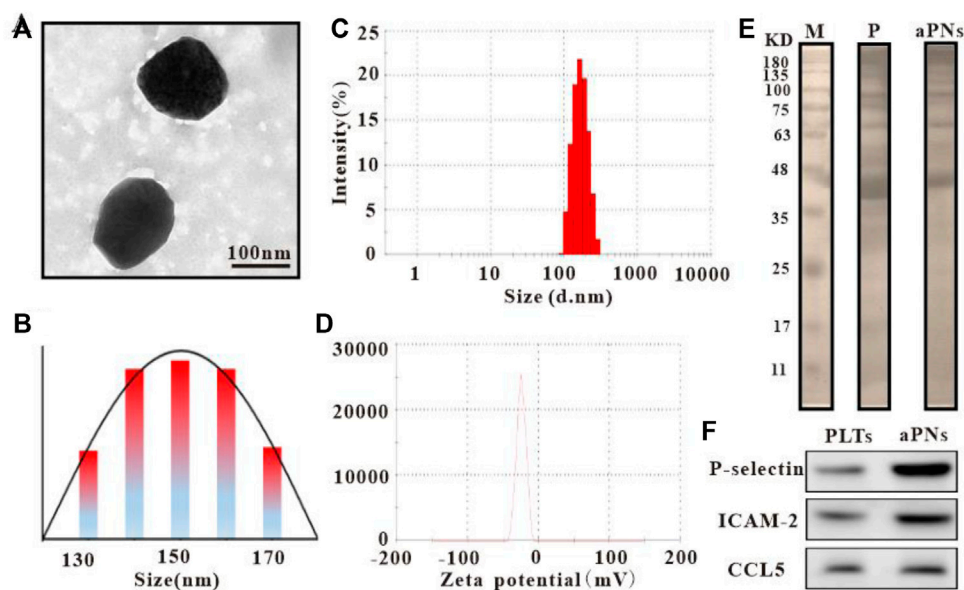 A
100nm
B
130 150 170
Size(nm)
C
Intensity(%)
25
20
15
10
5
0
1 10 100 1000 10000
Size (d.nm)
D
30000
20000
10000
0
-200 -100 0 100 200
Zeta potential (mV)
E
KD M P aPNs
180
135
100
75
63
48
35
25
17
11
F
PLTs aPNs
P-selectin
ICAM-2
CCL5